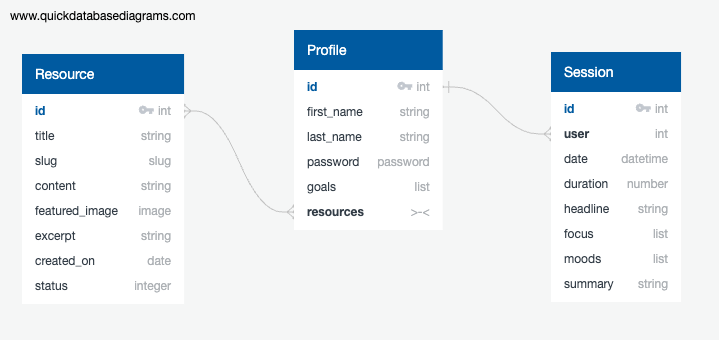 www.quickdatabasediagrams.com
Resource
id int
title string
slug slug
content string
featured_image image
excerpt string
created_on date
status integer
Profile
id int
first_name string
last_name string
password password
goals list
resources >-<
Session
id int
user int
date datetime
duration number
headline string
focus list
moods list
summary string